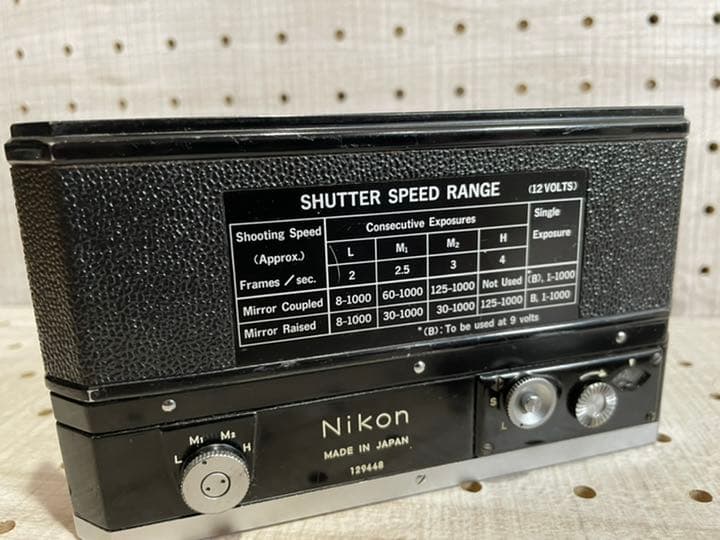 SHUTTER SPEED RANGE (12 VOLTS)
Shooting Speed (Approx.) Frames / sec. Consecutive Exposures Single Exposure
L M₁ M₂ H
2 2.5 3 4
Mirror Coupled 8-1000 60-1000 125-1000 Not Used *(B), 1-1000
Mirror Raised 8-1000 30-1000 30-1000 125-1000 B, 1-1000
*(B): To be used at 9 volts
L M₁ M₂ H
Nikon
MADE IN JAPAN
129448
C
S
L